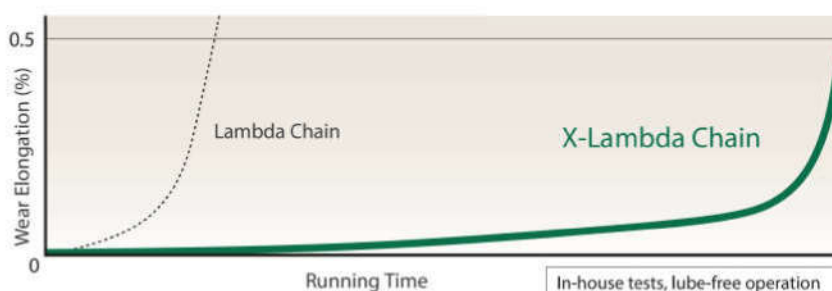 0.5
Wear Elongation (%)
Lambda Chain
X-Lambda Chain
0
Running Time
In-house tests, lube-free operation